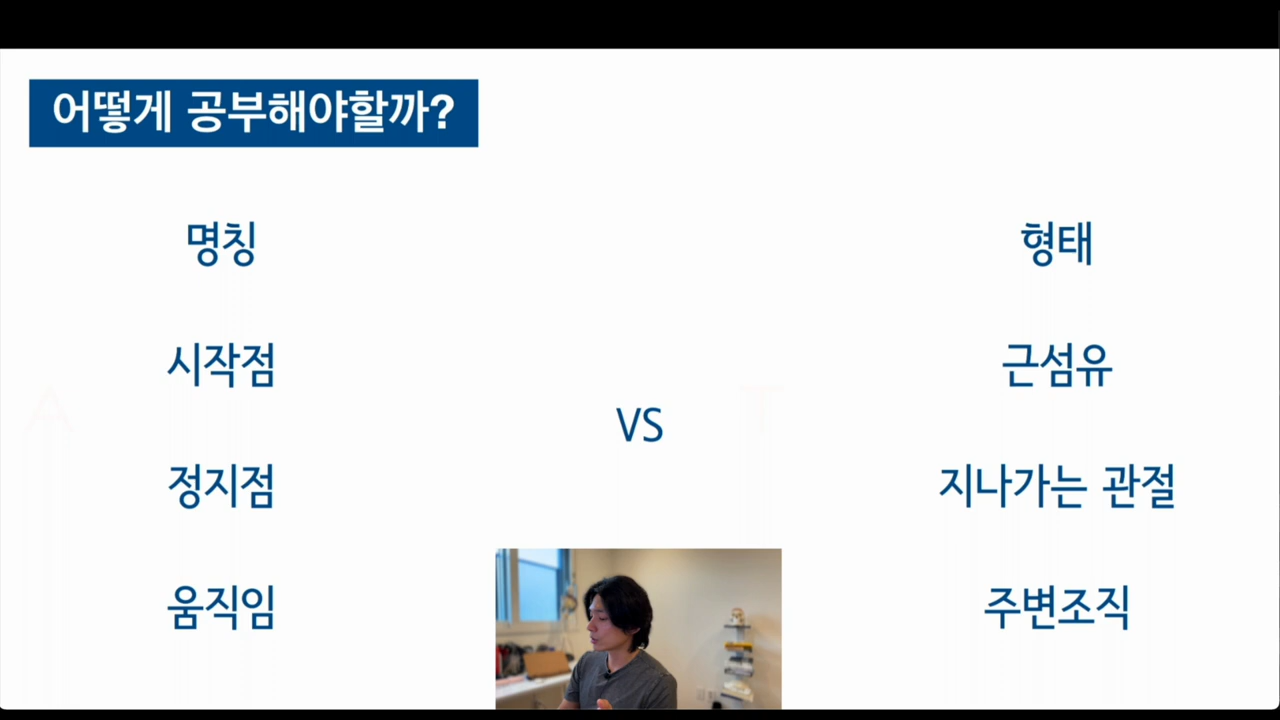 어떻게 공부해야할까?
명칭
시작점
정지점
움직임
VS
형태
근섬유
지나가는 관절
주변조직